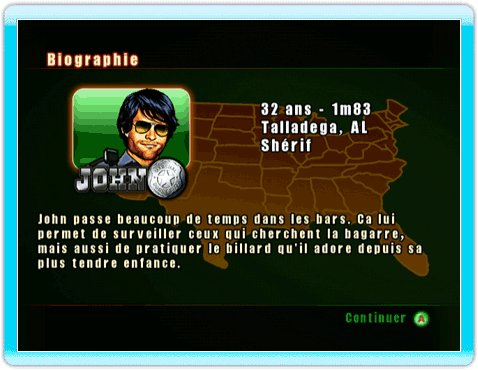 Biographie
32 ans - 1m83
Talladega, AL
Shérif
JOHN
John passe beaucoup de temps dans les bars. Ca lui
permet de surveiller ceux qui cherchent la bagarre,
mais aussi de pratiquer le billard qu'il adore depuis sa
plus tendre enfance.
Continuer A